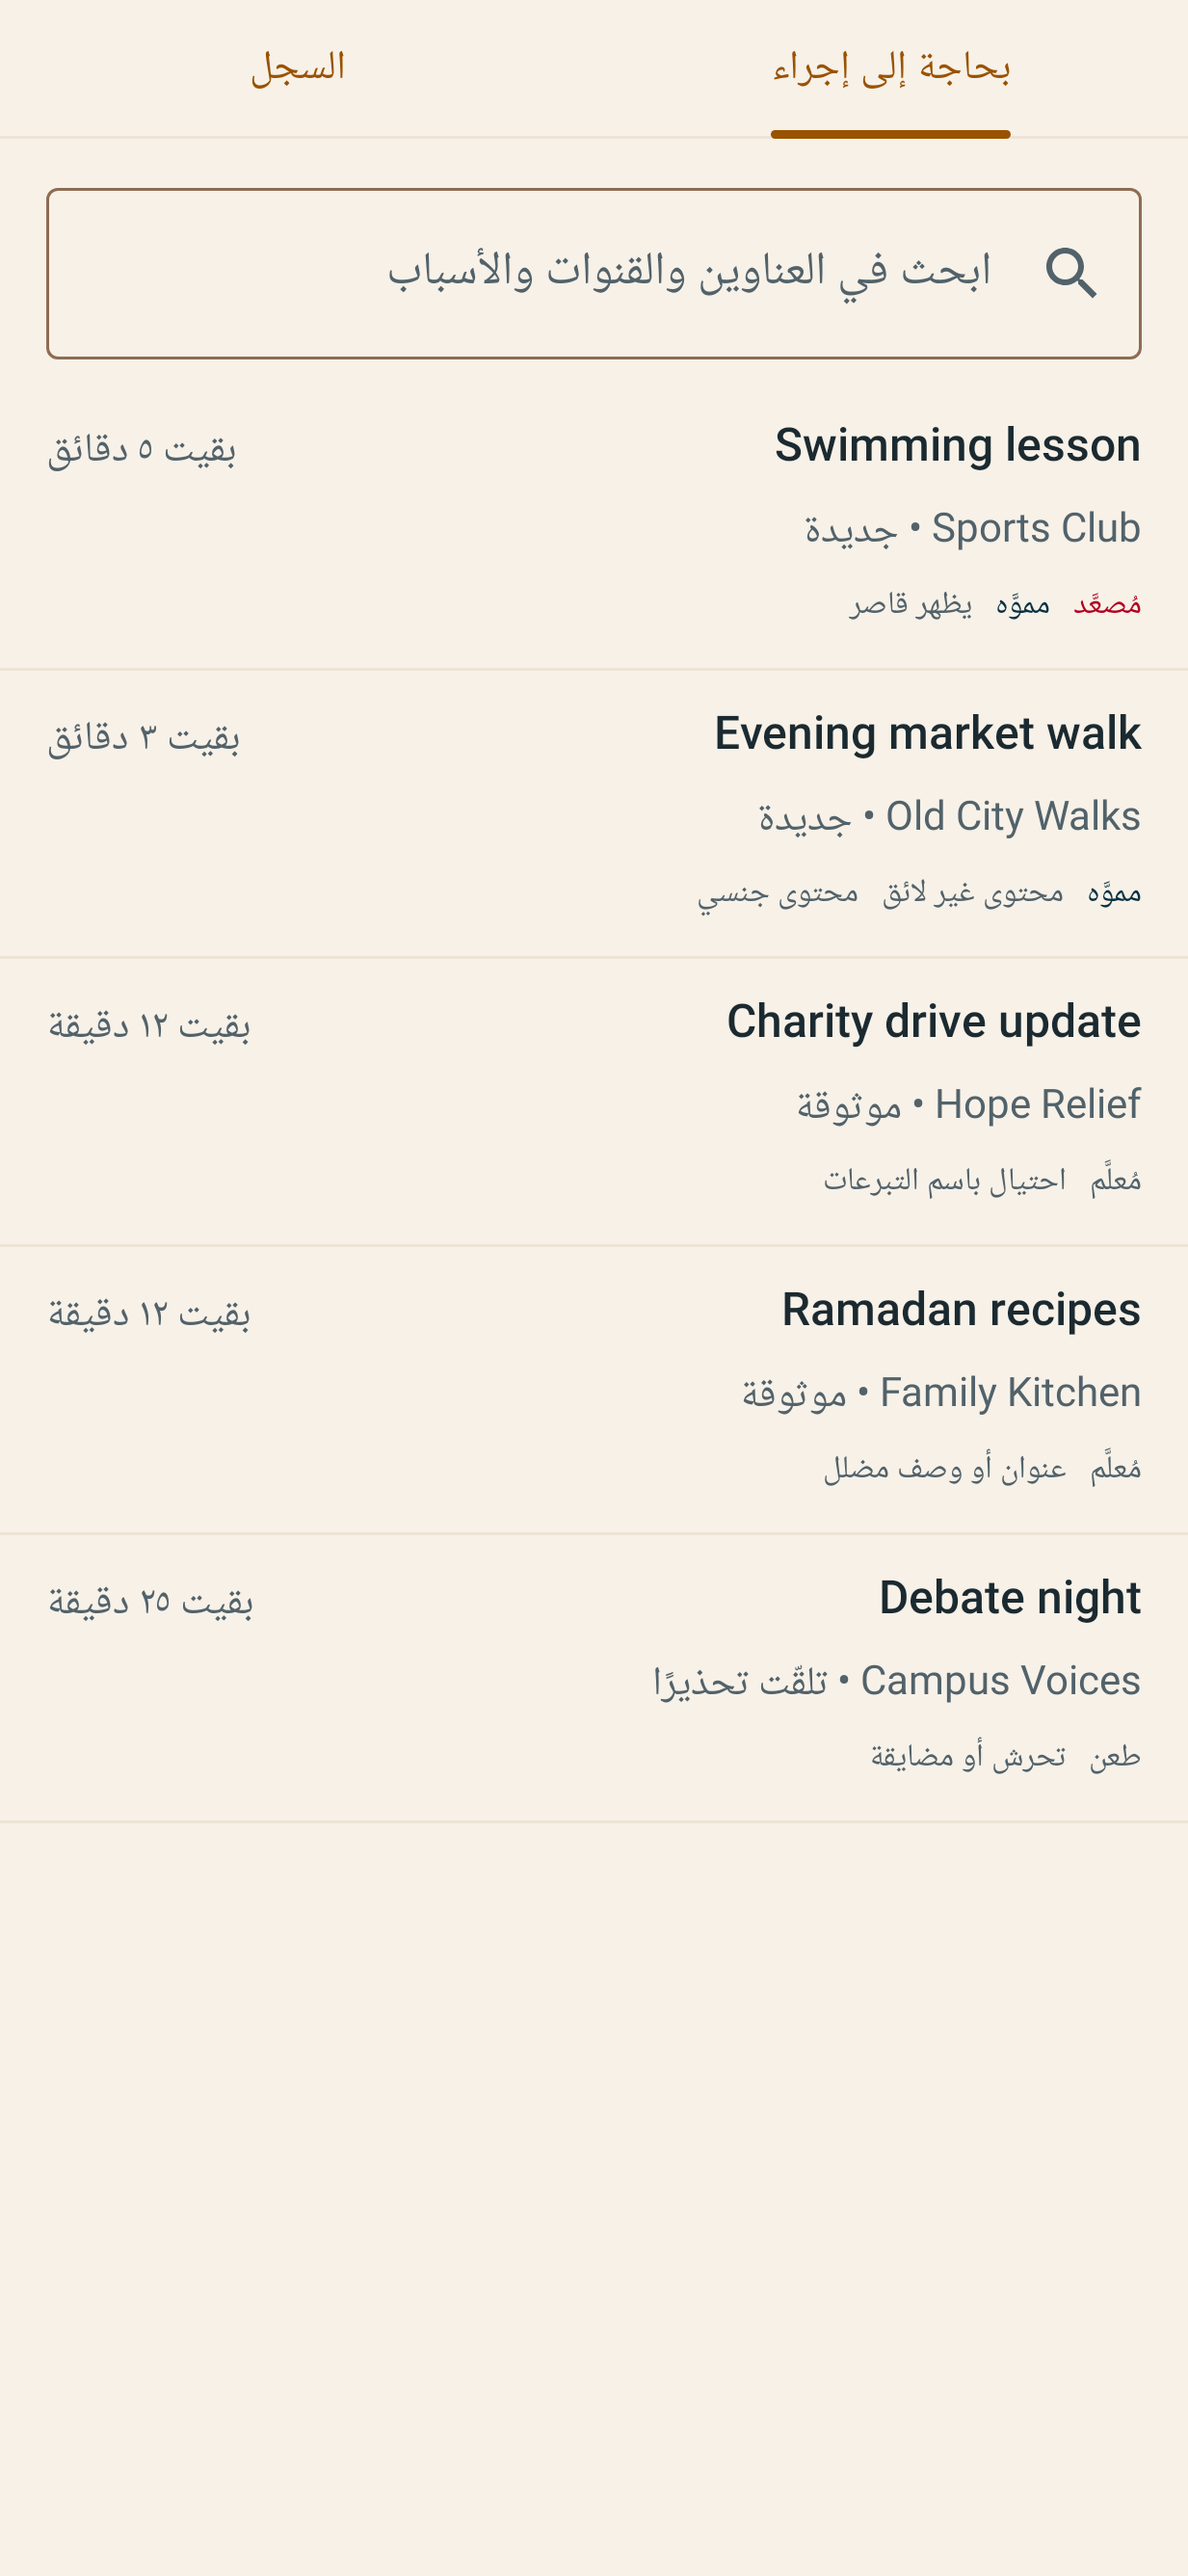 بحاجة إلى إجراء
السجل
ابحث في العناوين والقنوات والأسباب
Swimming lesson
بقيت ٥ دقائق
Sports Club • جديدة
مُصعَّد مموَّه يظهر قاصر
Evening market walk
بقيت ٣ دقائق
Old City Walks • جديدة
مموَّه محتوى غير لائق محتوى جنسي
Charity drive update
بقيت ١٢ دقيقة
Hope Relief • موثوقة
مُعلَّم احتيال باسم التبرعات
Ramadan recipes
بقيت ١٢ دقيقة
Family Kitchen • موثوقة
مُعلَّم عنوان أو وصف مضلل
Debate night
بقيت ٢٥ دقيقة
Campus Voices • تلقّت تحذيرًا
طعن تحرش أو مضايقة